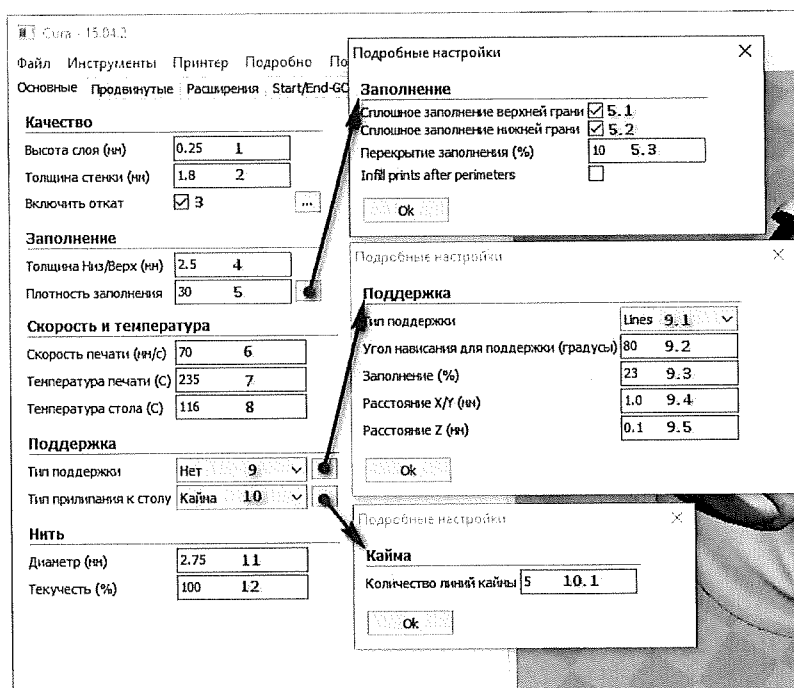 Cura - 15.04.2
Файл Инструменты Принтер Подробно По
Основные Продвинутые Расширения Start/End-GC
Качество
Высота слоя (мм) 0.25 1
Толщина стенки (мм) 1.8 2
Включить откат 3 ...
Заполнение
Толщина Низ/Верх (мм) 2.5 4
Плотность заполнения 30 5
Скорость и температура
Скорость печати (мм/с) 70 6
Температура печати (C) 235 7
Температура стола (C) 116 8
Поддержка
Тип поддержки Нет 9
Тип прилипания к столу Кайма 10
Нить
Диаметр (мм) 2.75 11
Текучесть (%) 100 12
Подробные настройки
Заполнение
Сплошное заполнение верхней грани 5.1
Сплошное заполнение нижней грани 5.2
Перекрытие заполнения (%) 10 5.3
Infill prints after perimeters
Ok
Подробные настройки
Поддержка
Тип поддержки Lines 9.1
Угол нависания для поддержки (градусы) 80 9.2
Заполнение (%) 23 9.3
Расстояние X/Y (мм) 1.0 9.4
Расстояние Z (мм) 0.1 9.5
Ok
Подробные настройки
Кайма
Количество линий каймы 5 10.1
Ok